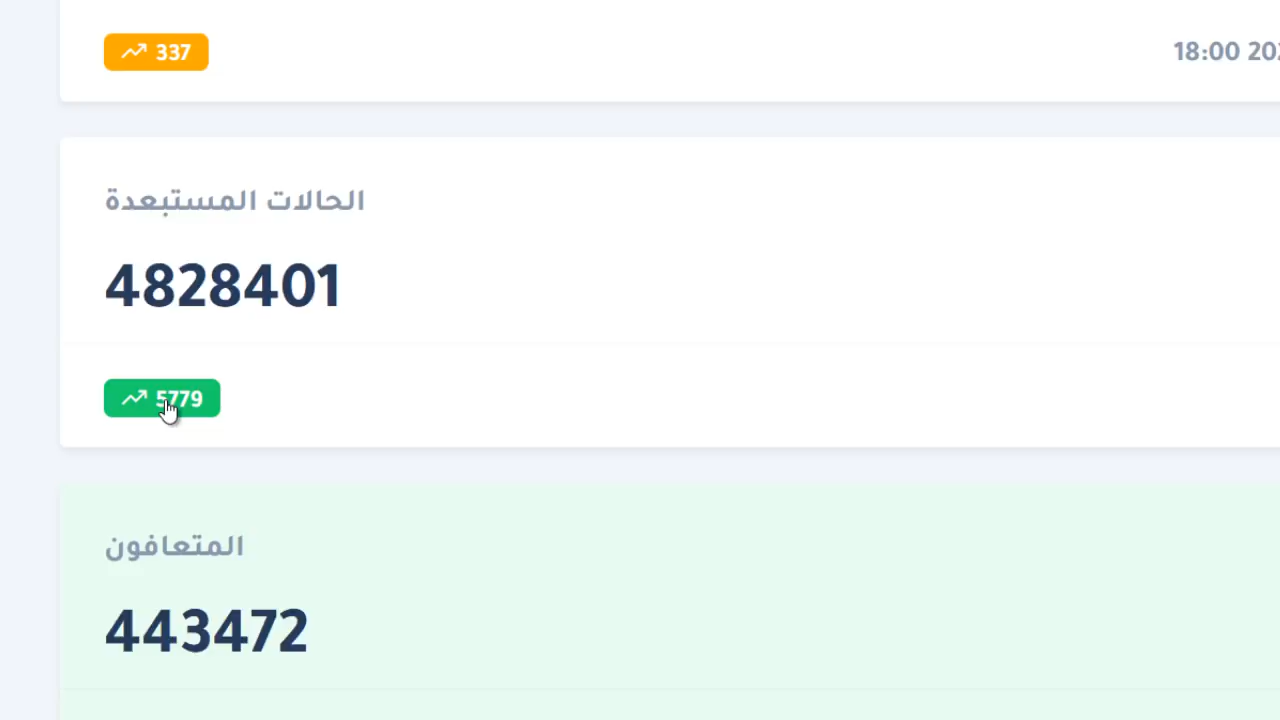 337
18:00
الحالات المستبعدة
4828401
5779
المتعافون
443472